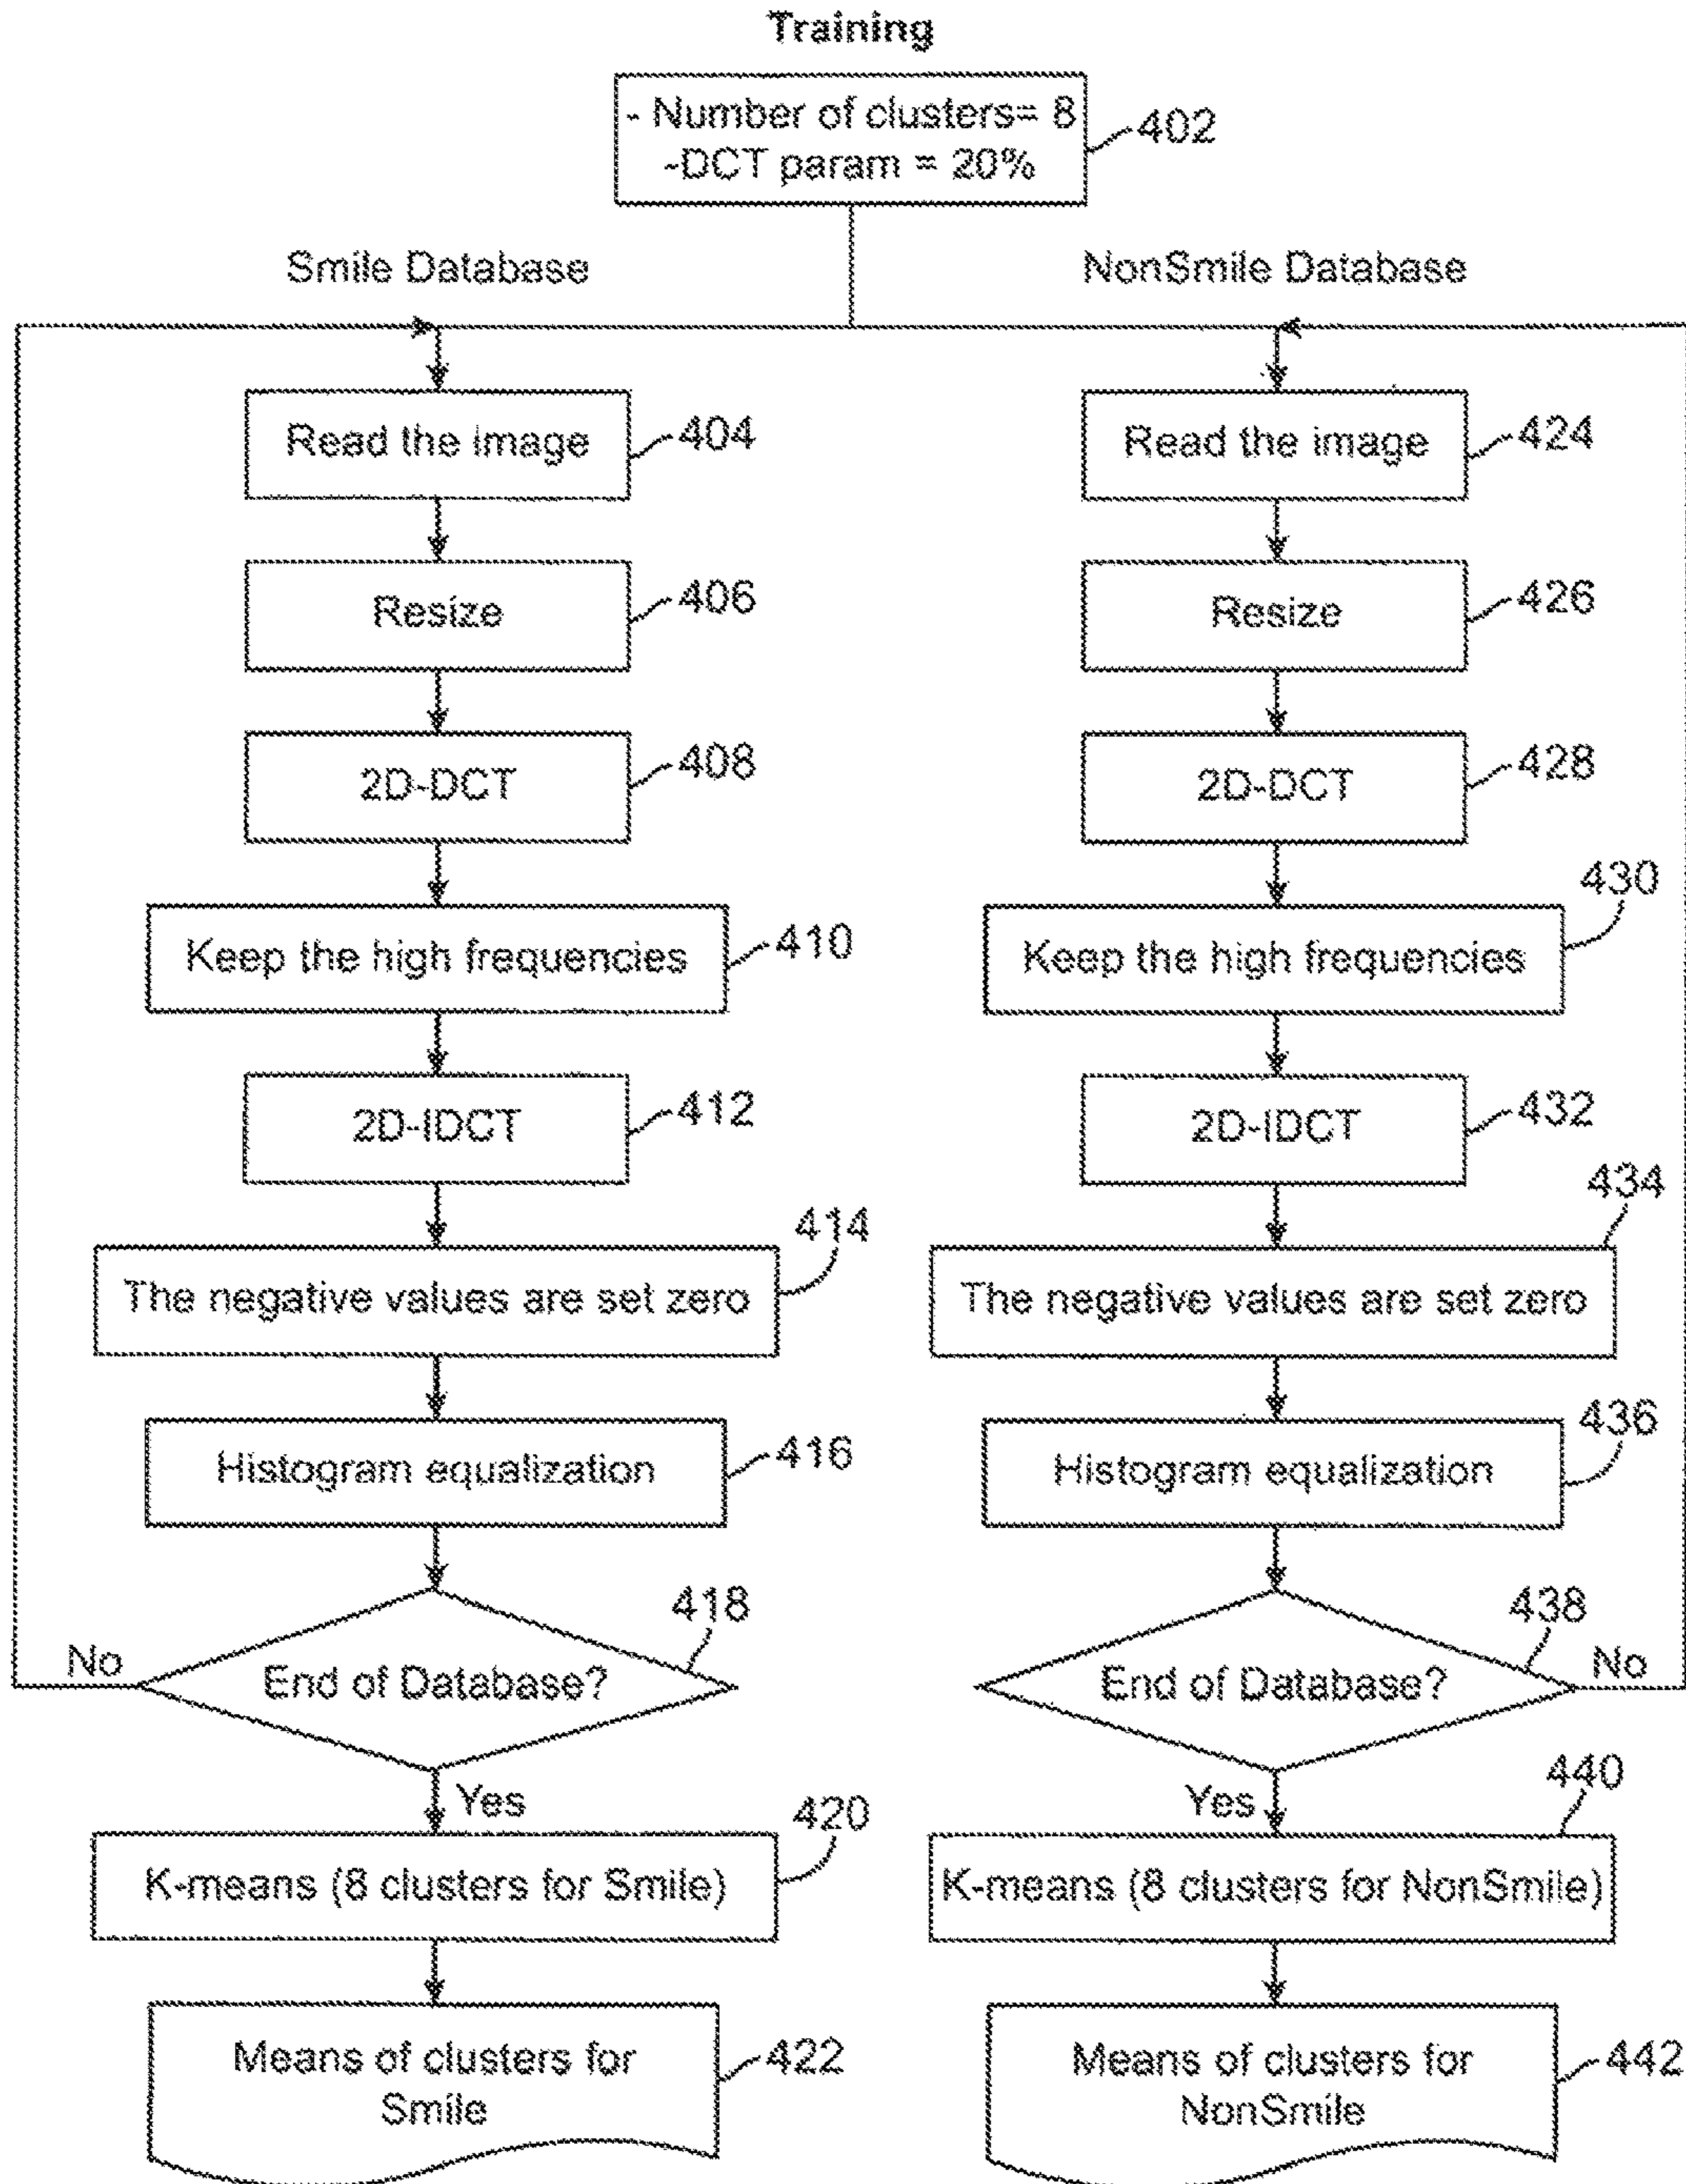 Training
- Number of clusters= 8
-DCT param = 20%
402
Smile Database
NonSmile Database
Read the image
404
Read the image
424
Resize
406
Resize
426
2D-DCT
408
2D-DCT
428
Keep the high frequencies
410
Keep the high frequencies
430
2D-IDCT
412
2D-IDCT
432
The negative values are set zero
414
The negative values are set zero
434
Histogram equalization
416
Histogram equalization
436
No
End of Database?
418
End of Database?
438
No
Yes
Yes
K-means (8 clusters for Smile)
420
K-means (8 clusters for NonSmile)
440
Means of clusters for
Smile
422
Means of clusters for
NonSmile
442